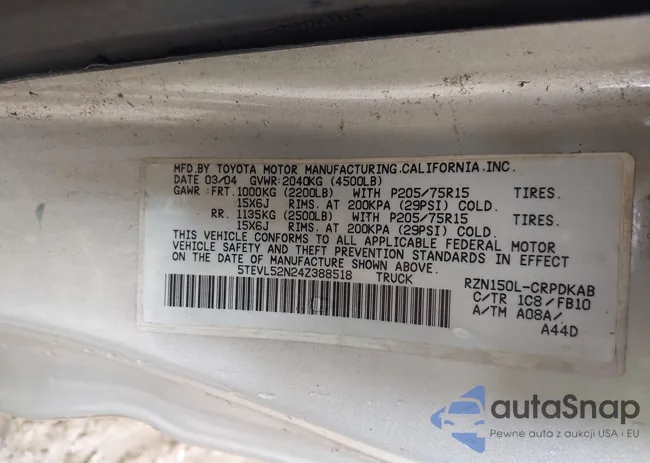 MFD.BY TOYOTA MOTOR MANUFACTURING.CALIFORNIA.INC.
DATE 03/04 GVWR:2040KG (4500LB)
GAWR :FRT.1000KG (2200LB) WITH P205/75R15 TIRES.
15X6J RIMS. AT 200KPA (29PSI) COLD.
RR. 1135KG (2500LB) WITH P205/75R15 TIRES.
15X6J RIMS. AT 200KPA (29PSI) COLD.
THIS VEHICLE CONFORMS TO ALL APPLICABLE FEDERAL MOTOR
VEHICLE SAFETY AND THEFT PREVENTION STANDARDS IN EFFECT
ON THE DATE OF MANUFACTURE SHOWN ABOVE.
5TEVL52N24Z388518 TRUCK
RZN150L-CRPDKAB
C/TR 1C8/FB10
A/TM A08A/
A44D
autaSnap
Pewne auta z aukcji USA i EU